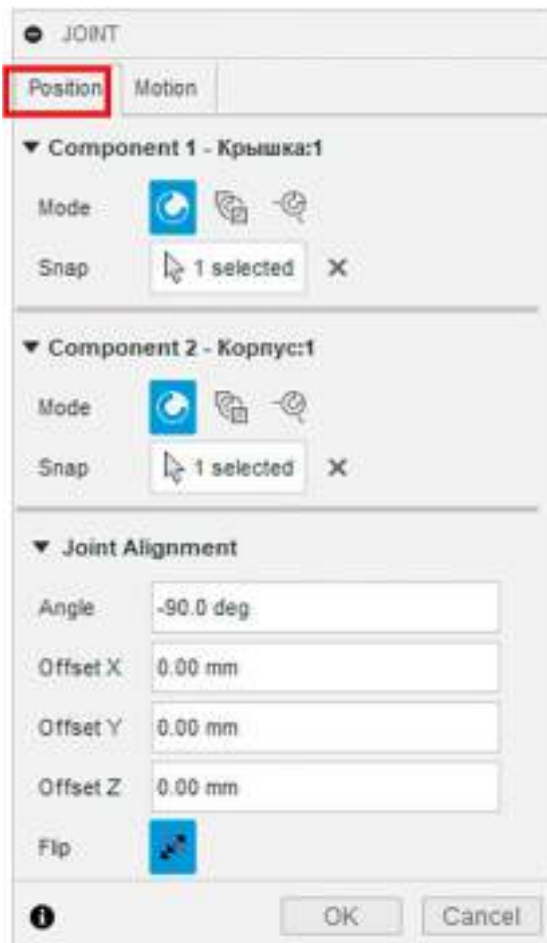 JOINT
Position Motion
Component 1 - Крышка:1
Mode
Snap 1 selected
Component 2 - Корпус:1
Mode
Snap 1 selected
Joint Alignment
Angle -90.0 deg
Offset X 0.00 mm
Offset Y 0.00 mm
Offset Z 0.00 mm
Flip
OK Cancel